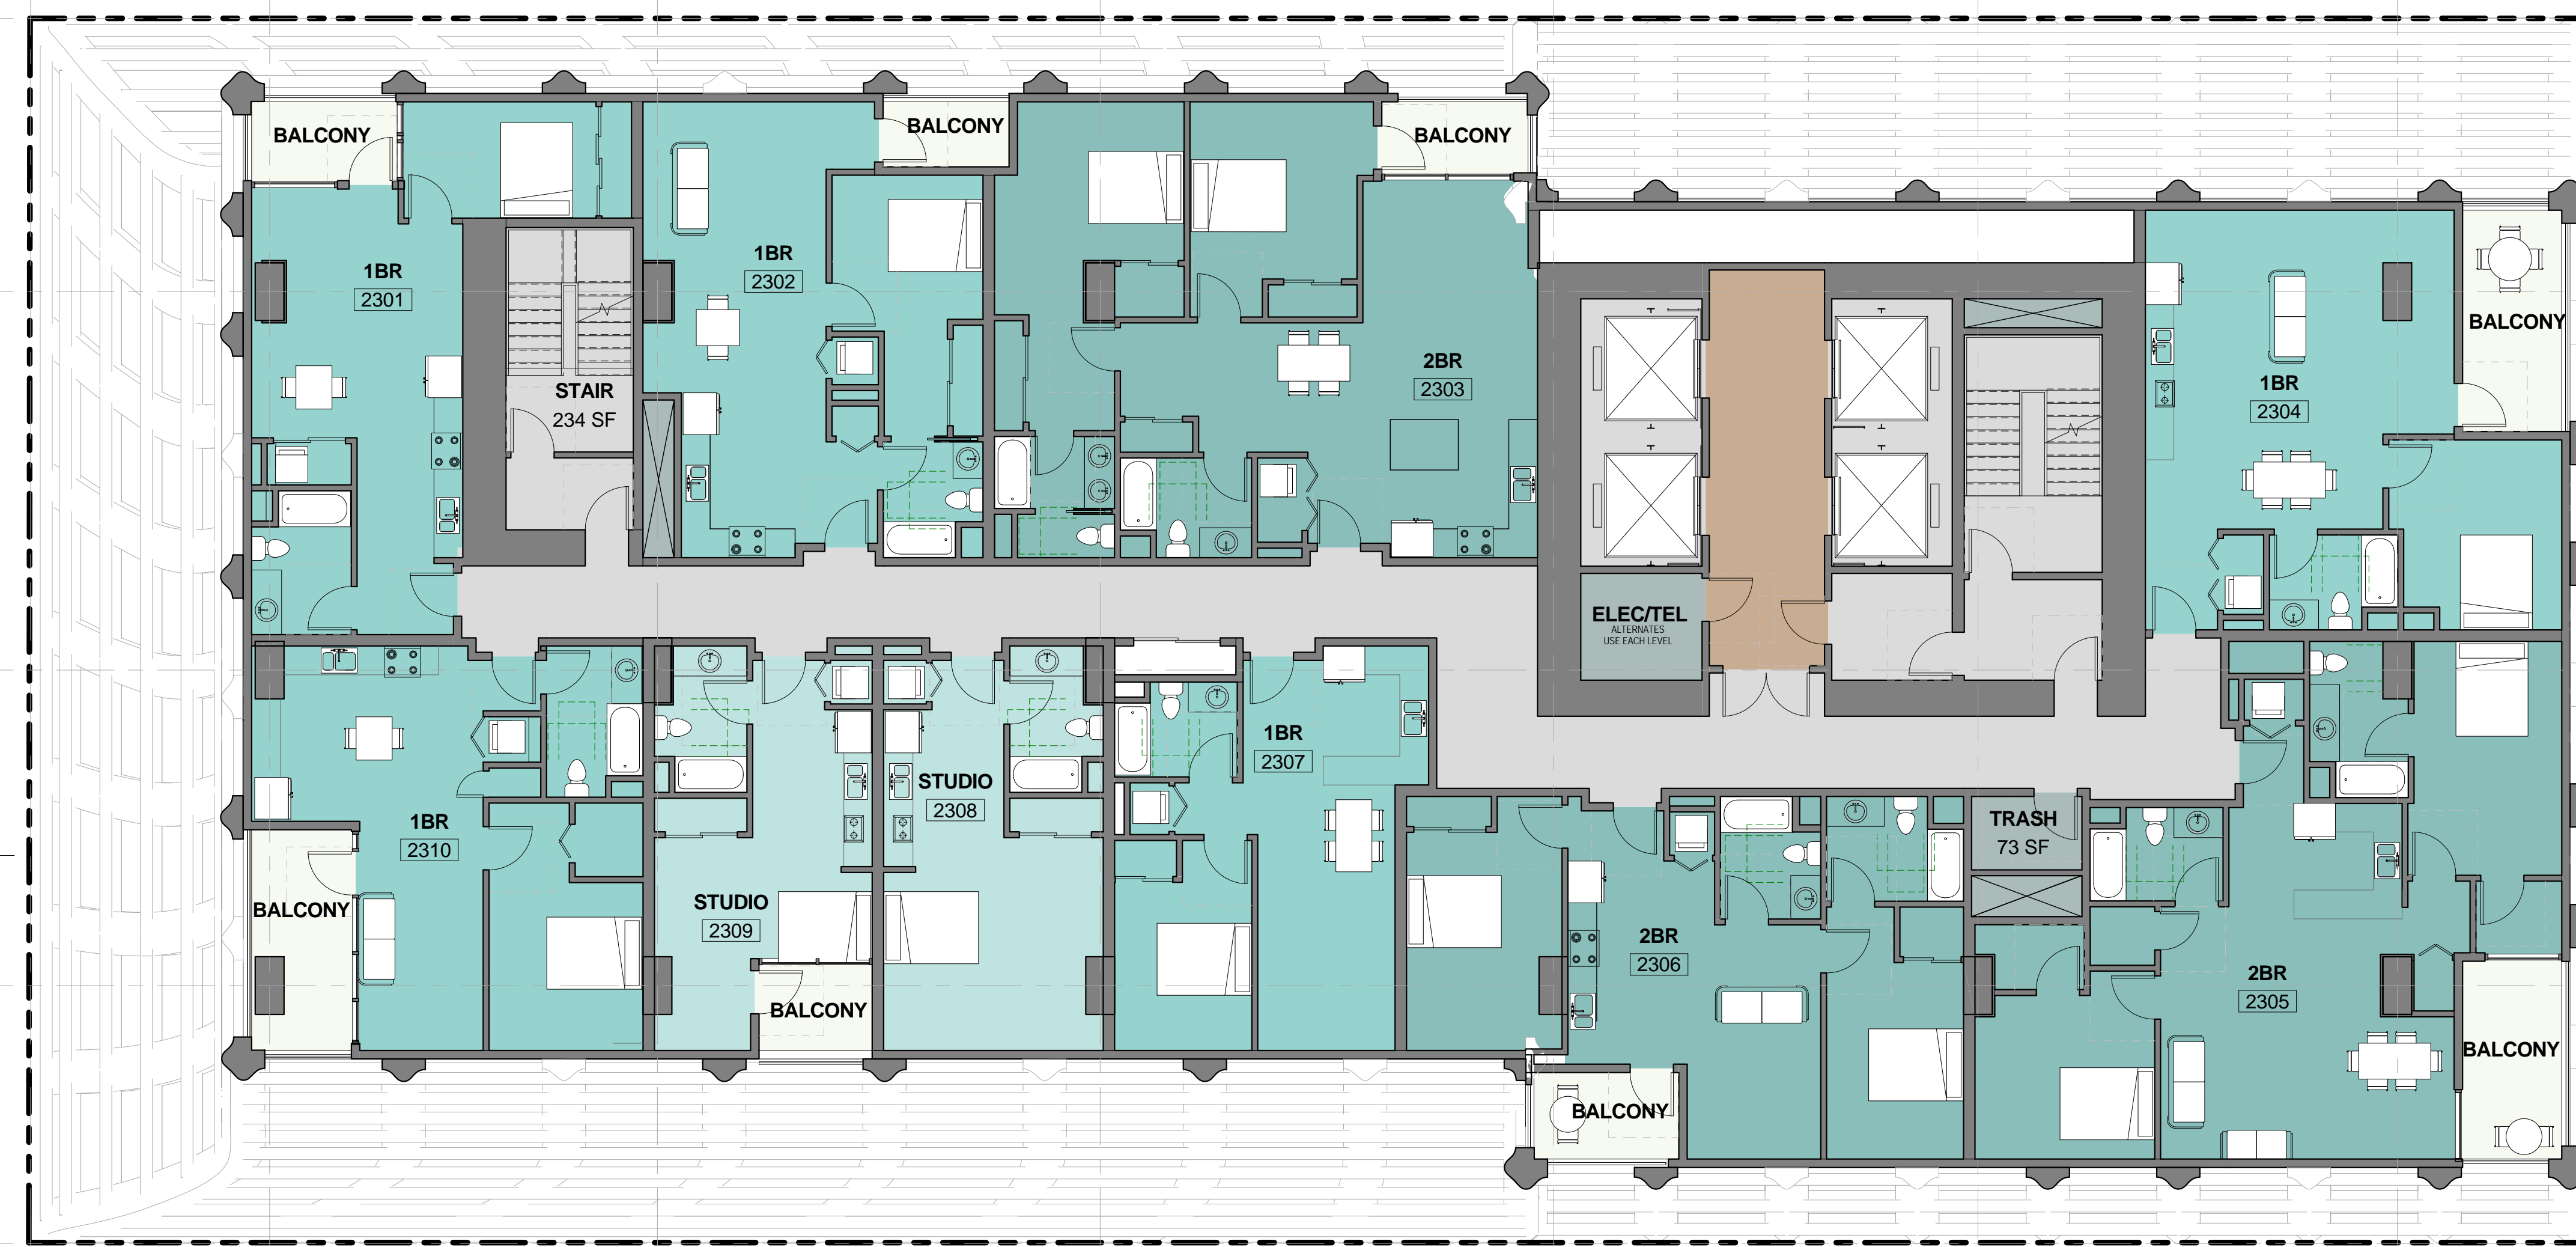 BALCONY
BALCONY
BALCONY
1BR
2301
1BR
2302
STAIR
234 SF
2BR
2303
1BR
2304
BALCONY
ELEC/TEL
ALTERNATES
USE EACH LEVEL
1BR
2310
BALCONY
STUDIO
2309
BALCONY
STUDIO
2308
1BR
2307
2BR
2306
BALCONY
TRASH
73 SF
2BR
2305
BALCONY